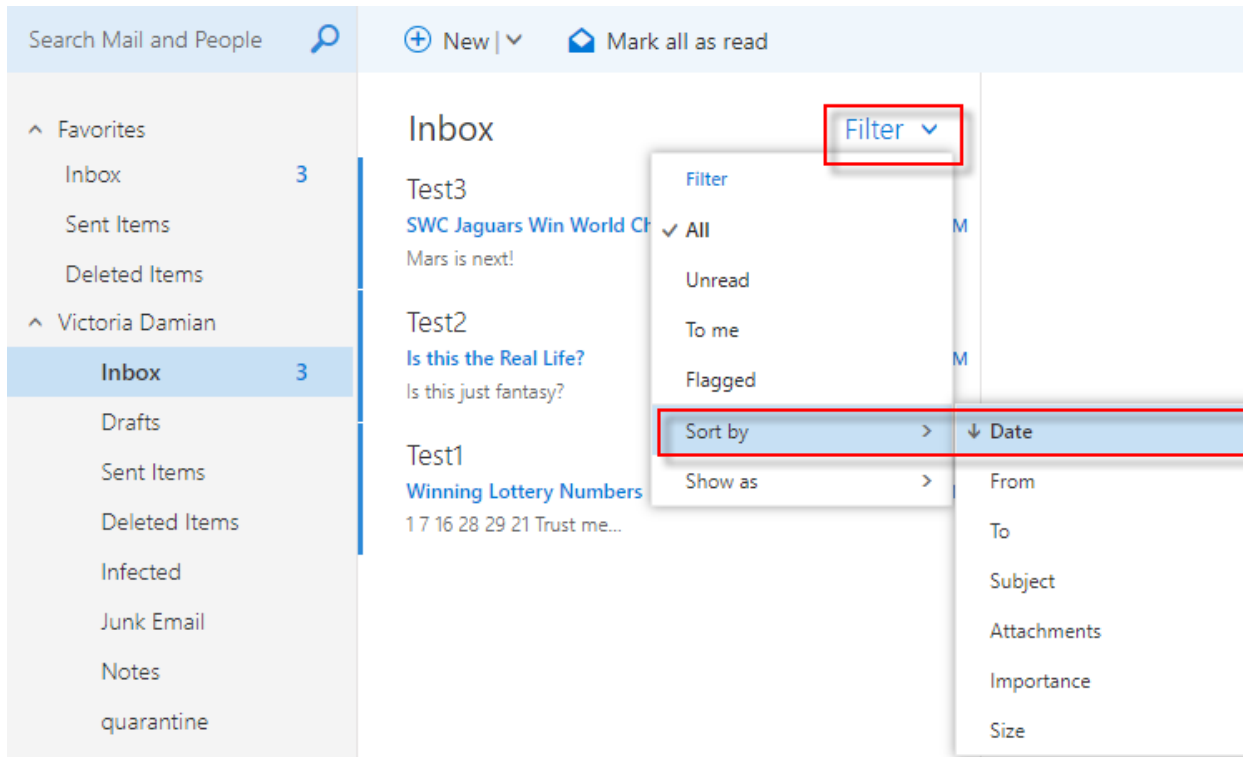 Search Mail and People
New |
Mark all as read
Favorites
Inbox 3
Sent Items
Deleted Items
Victoria Damian
Inbox 3
Drafts
Sent Items
Deleted Items
Infected
Junk Email
Notes
quarantine
Inbox
Filter
Test3
SWC Jaguars Win World
M
Mars is next!
Test2
Is this the Real Life?
M
Is this just fantasy?
Test1
Winning Lottery Numbers
1 7 16 28 29 21 Trust me...
Filter
All
Unread
To me
Flagged
Sort by
Show as
Date
From
To
Subject
Attachments
Importance
Size